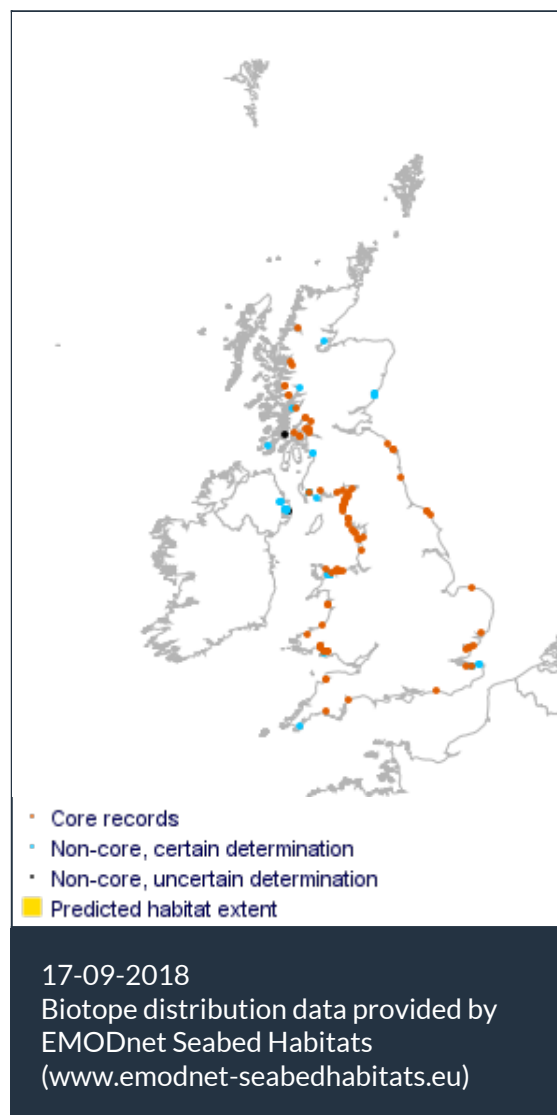 Core records
Non-core, certain determination
Non-core, uncertain determination
Predicted habitat extent
17-09-2018
Biotope distribution data provided by
EMODnet Seabed Habitats
(www.emodnet-seabedhabitats.eu)